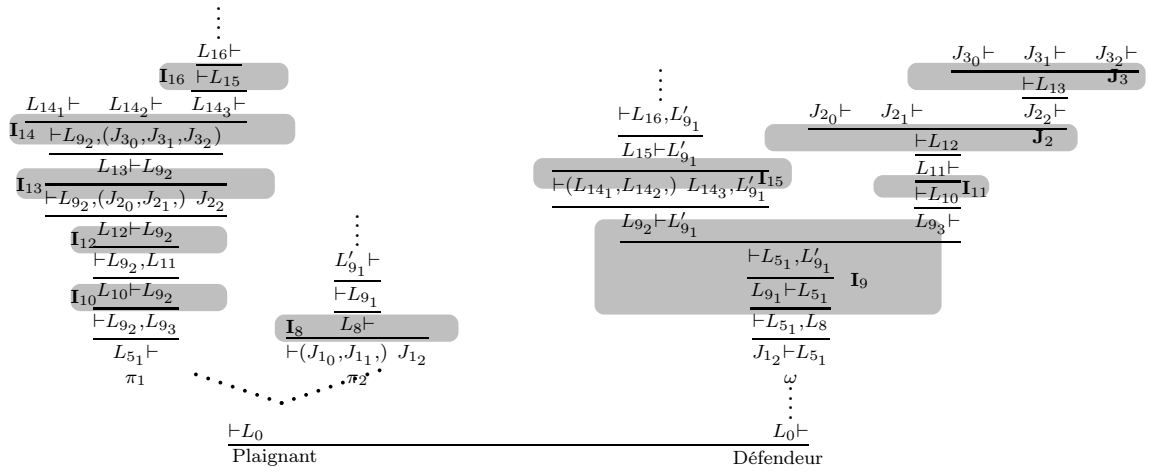 L₁₆⊢
I₁₆ ⊢L₁₅
L₁₄₁⊢ L₁₄₂⊢ L₁₄₃⊢
I₁₄ ⊢L₉₂,(J₃₀,J₃₁,J₃₂)
L₁₃⊢L₉₂
I₁₃
⊢L₉₂,(J₂₀,J₂₁,) J₂₂
I₁₂ L₁₂⊢L₉₂
⊢L₉₂,L₁₁
I₁₀ L₁₀⊢L₉₂
⊢L₉₂,L₉₃
L₅₁⊢
π₁
L′₉₁⊢
⊢L₉₁
I₈ L₈⊢
⊢(J₁₀,J₁₁,) J₁₂
π₂
⊢L₁₆,L′₉₁
L₁₅⊢L′₉₁
I₁₅
⊢(L₁₄₁,L₁₄₂,) L₁₄₃,L′₉₁
L₉₂⊢L′₉₁
J₃₀⊢ J₃₁⊢ J₃₂⊢
J₃
⊢L₁₃
J₂₀⊢ J₂₁⊢ J₂₂⊢
J₂
⊢L₁₂
L₁₁⊢
I₁₁
⊢L₁₀
L₉₃⊢
⊢L₅₁,L′₉₁
I₉
L₉₁⊢L₅₁
⊢L₅₁,L₈
J₁₂⊢L₅₁
ω
⊢L₀ L₀⊢
Plaignant Défendeur